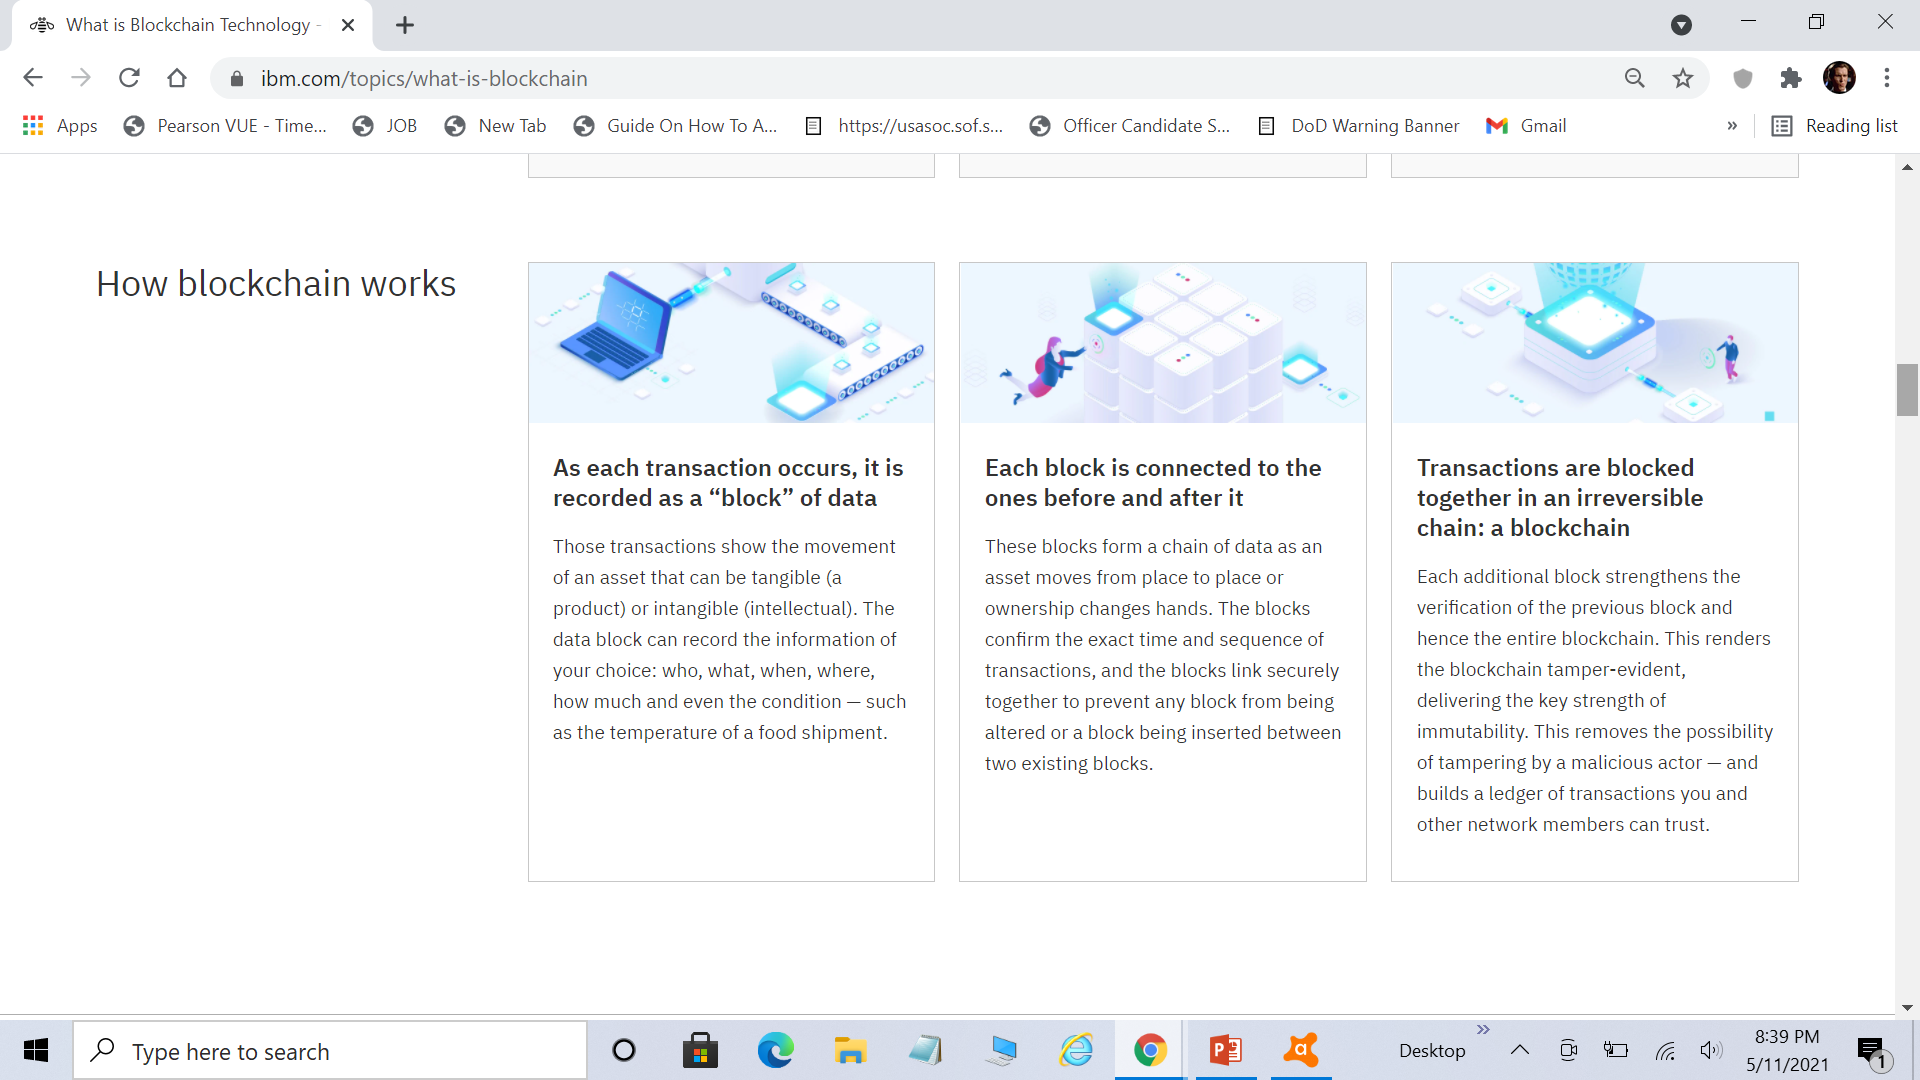 What is Blockchain Technology -
ibm.com/topics/what-is-blockchain
Apps
Pearson VUE - Time...
JOB
New Tab
Guide On How To A...
https://usasoc.sof.s...
Officer Candidate S...
DoD Warning Banner
Gmail
»
Reading list
How blockchain works
As each transaction occurs, it is
recorded as a “block” of data
Those transactions show the movement
of an asset that can be tangible (a
product) or intangible (intellectual). The
data block can record the information of
your choice: who, what, when, where,
how much and even the condition — such
as the temperature of a food shipment.
Each block is connected to the
ones before and after it
These blocks form a chain of data as an
asset moves from place to place or
ownership changes hands. The blocks
confirm the exact time and sequence of
transactions, and the blocks link securely
together to prevent any block from being
altered or a block being inserted between
two existing blocks.
Transactions are blocked
together in an irreversible
chain: a blockchain
Each additional block strengthens the
verification of the previous block and
hence the entire blockchain. This renders
the blockchain tamper-evident,
delivering the key strength of
immutability. This removes the possibility
of tampering by a malicious actor — and
builds a ledger of transactions you and
other network members can trust.
Type here to search
Desktop
»
8:39 PM
5/11/2021
1